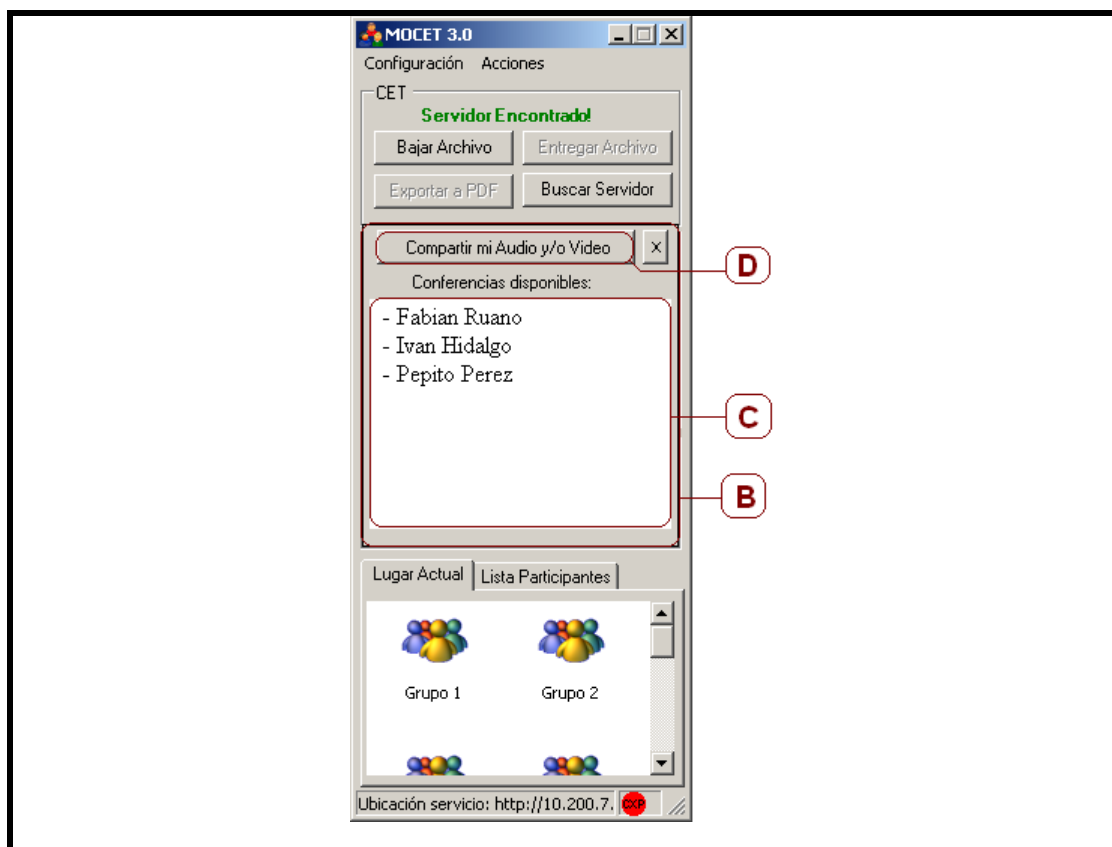 MOCET 3.0
Configuración Acciones
CET
Servidor Encontrado!
Bajar Archivo Entregar Archivo
Exportar a PDF Buscar Servidor
Compartir mi Audio y/o Video X
D
Conferencias disponibles:
- Fabian Ruano
- Ivan Hidalgo
- Pepito Perez
C
B
Lugar Actual Lista Participantes
Grupo 1 Grupo 2
Ubicación servicio: http://10.200.7. CXP